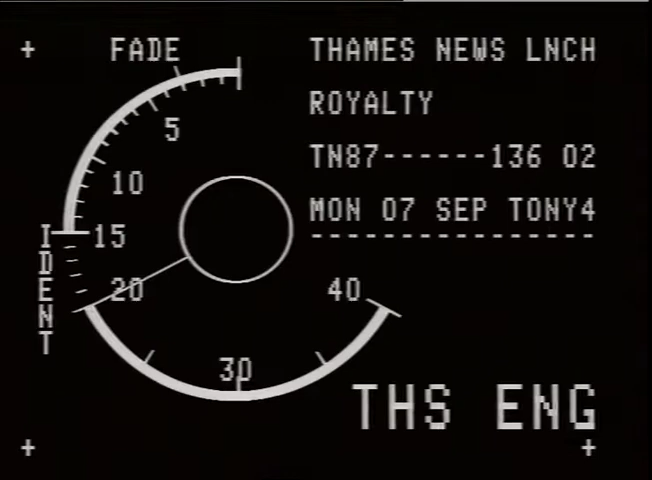 FADE
THAMES NEWS LNCH
ROYALTY
TN87------136 02
MON 07 SEP TONY4
----------------
5
10
15
20
30
40
IDENT
THS ENG